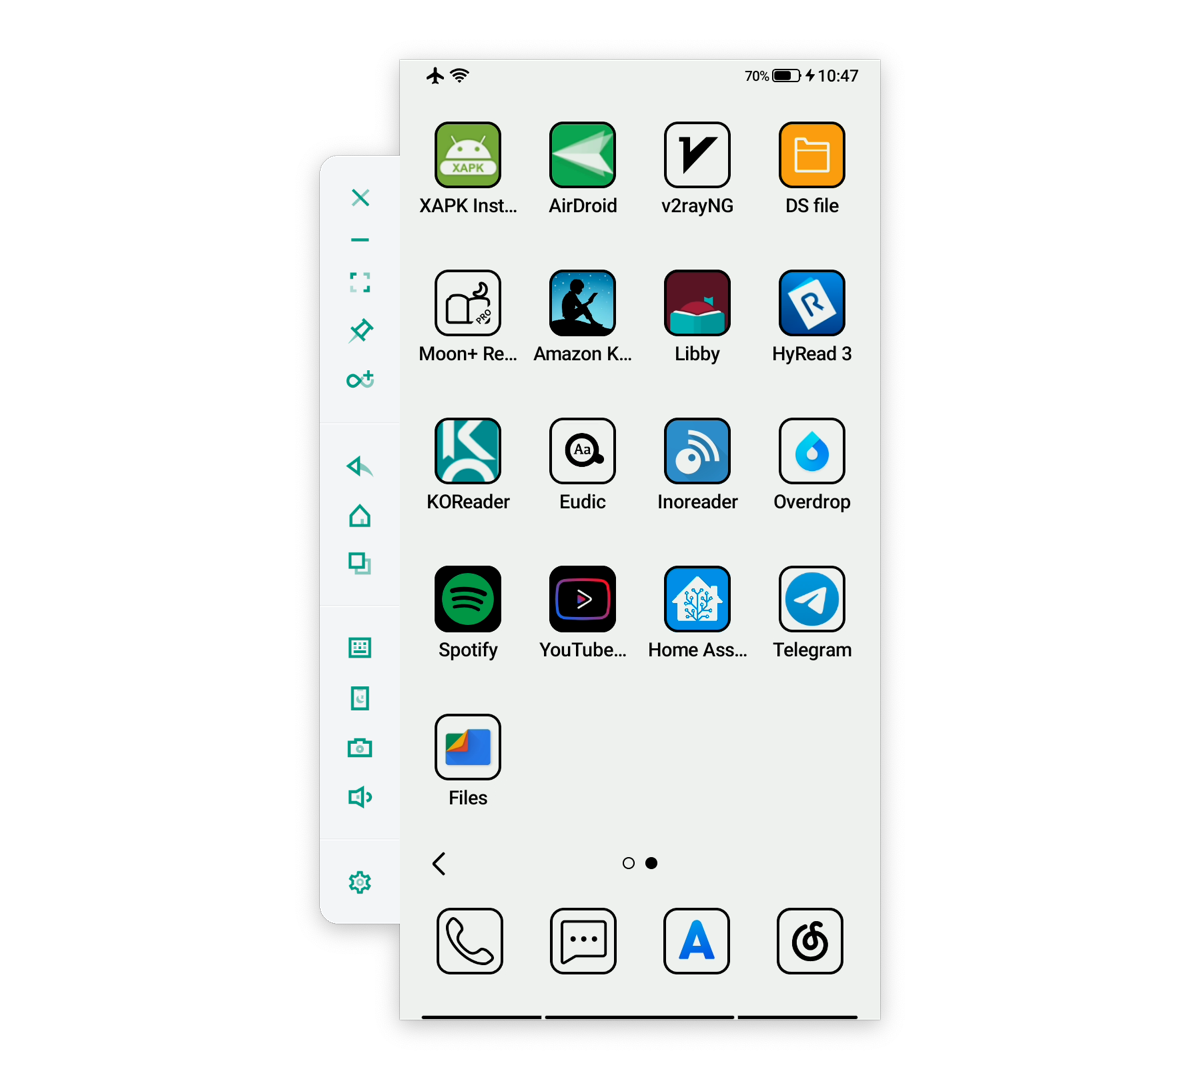 70% 10:47
XAPK
XAPK Inst... AirDroid v2rayNG DS file
PRO R
Moon+ Re... Amazon K... Libby HyRead 3
KO Aa
KOReader Eudic Inoreader Overdrop
Spotify YouTube... Home Ass... Telegram
Files
A